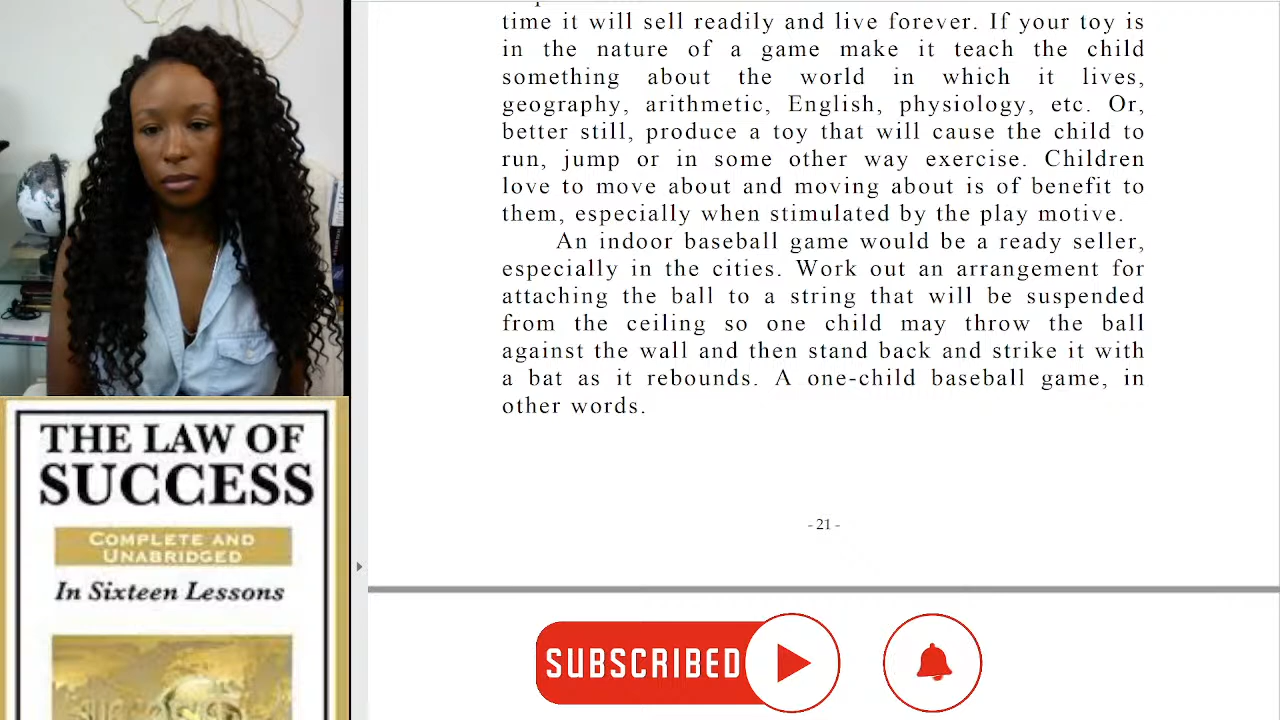 time it will sell readily and live forever. If your toy is
in the nature of a game make it teach the child
something about the world in which it lives,
geography, arithmetic, English, physiology, etc. Or,
better still, produce a toy that will cause the child to
run, jump or in some other way exercise. Children
love to move about and moving about is of benefit to
them, especially when stimulated by the play motive.
An indoor baseball game would be a ready seller,
especially in the cities. Work out an arrangement for
attaching the ball to a string that will be suspended
from the ceiling so one child may throw the ball
against the wall and then stand back and strike it with
a bat as it rebounds. A one-child baseball game, in
other words.
- 21 -
THE LAW OF
SUCCESS
COMPLETE AND
UNABRIDGED
In Sixteen Lessons
SUBSCRIBED